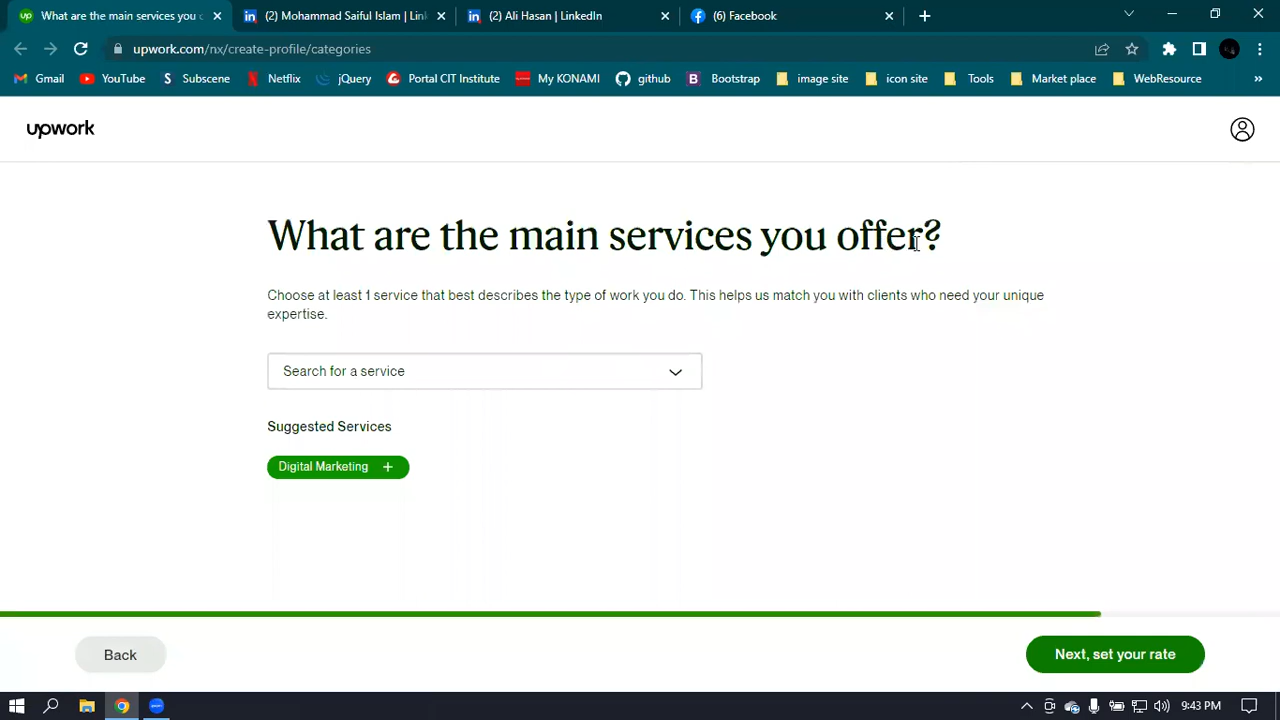 What are the main services you o
(2) Mohammad Saiful Islam | Link
(2) Ali Hasan | LinkedIn
(6) Facebook
upwork.com/nx/create-profile/categories
Gmail
YouTube
Subscene
Netflix
jQuery
Portal CIT Institute
My KONAMI
github
Bootstrap
image site
icon site
Tools
Market place
WebResource
upwork
What are the main services you offer?
Choose at least 1 service that best describes the type of work you do. This helps us match you with clients who need your unique
expertise.
Search for a service
Suggested Services
Digital Marketing +
Back
Next, set your rate
9:43 PM